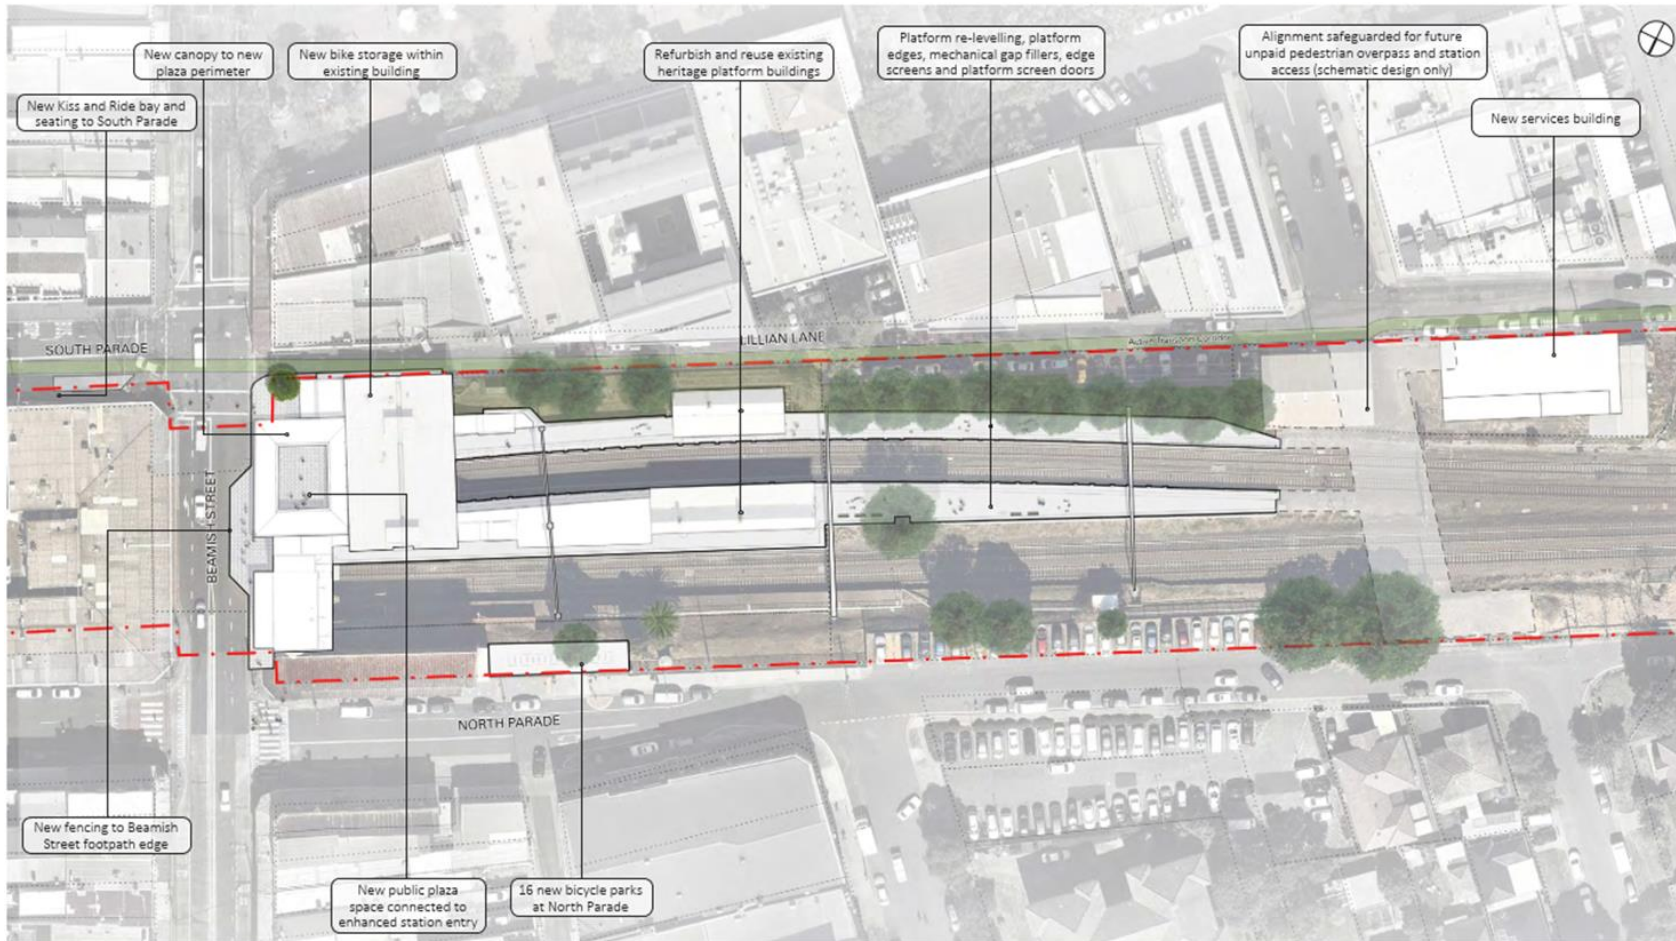 New canopy to new
plaza perimeter
New bike storage within
existing building
Refurbish and reuse existing
heritage platform buildings
Platform re-levelling, platform
edges, mechanical gap fillers, edge
screens and platform screen doors
Alignment safeguarded for future
unpaid pedestrian overpass and station
access (schematic design only)
New Kiss and Ride bay and
seating to South Parade
New services building
SOUTH PARADE
LILLIAN LANE
BEAMISH STREET
NORTH PARADE
New fencing to Beamish
Street footpath edge
New public plaza
space connected to
enhanced station entry
16 new bicycle parks
at North Parade